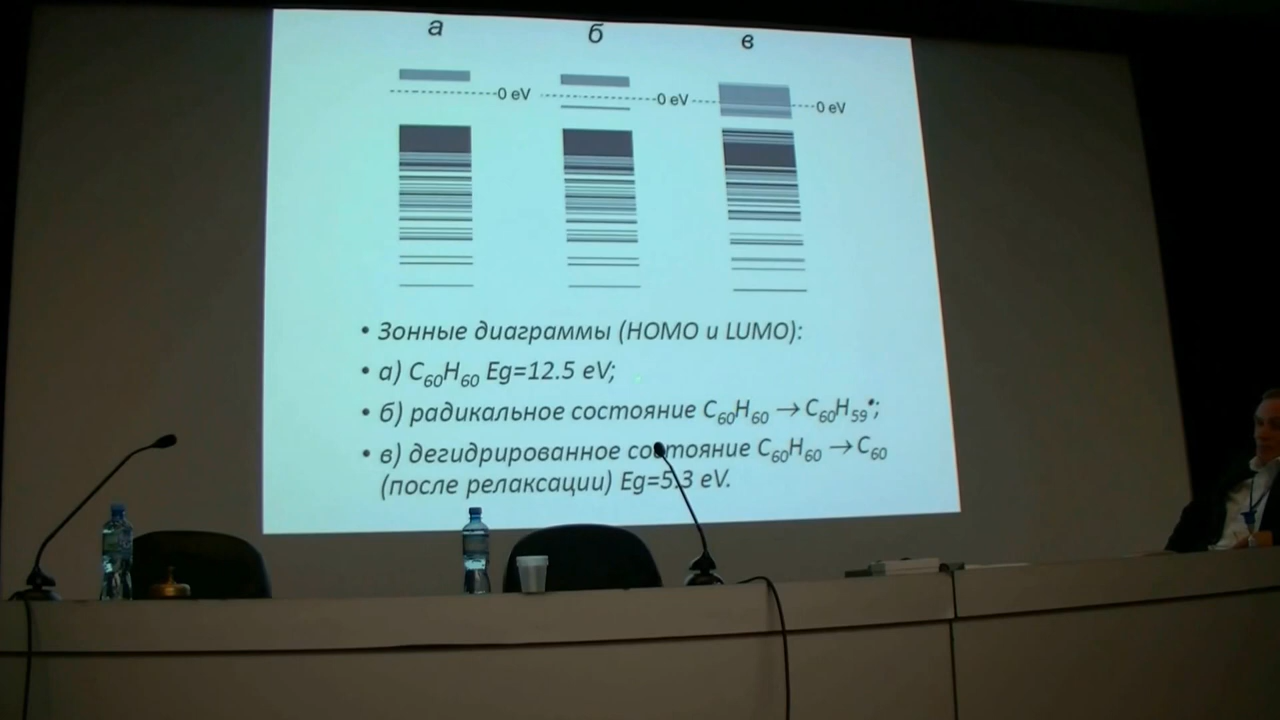 а б в
0 eV 0 eV 0 eV
• Зонные диаграммы (HOMO и LUMO):
• а) C₆₀H₆₀ Eg=12.5 eV;
• б) радикальное состояние C₆₀H₆₀ → C₆₀H₅₉•;
• в) дегидрированное состояние C₆₀H₆₀ → C₆₀
(после релаксации) Eg=5.3 eV.